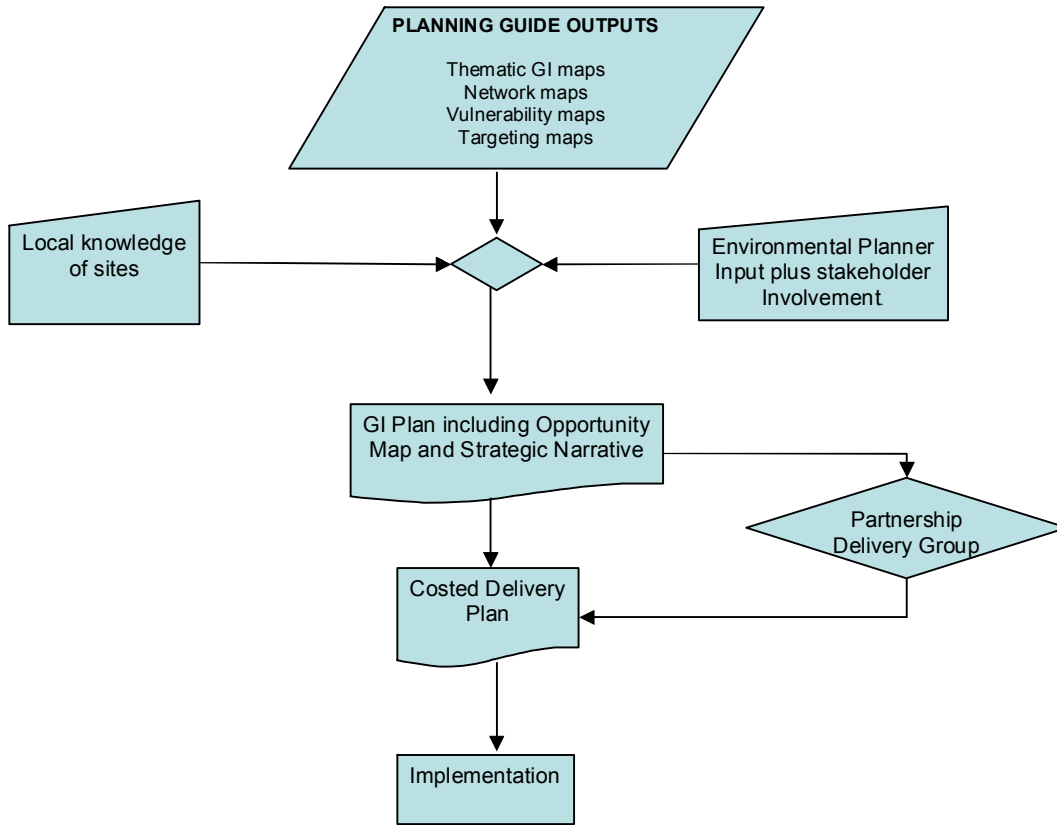 PLANNING GUIDE OUTPUTS
Thematic GI maps
Network maps
Vulnerability maps
Targeting maps
Local knowledge
of sites
Environmental Planner
Input plus stakeholder
Involvement
GI Plan including Opportunity
Map and Strategic Narrative
Partnership
Delivery Group
Costed Delivery
Plan
Implementation